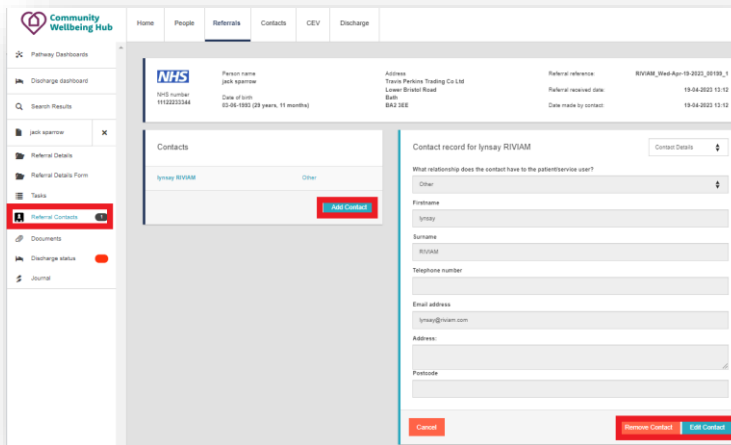 Community
Wellbeing Hub
Home
People
Referrals
Contacts
CEV
Discharge
Pathway Dashboards
Discharge dashboard
Search Results
jack sparrow
x
Referral Details
Referral Details Form
Tasks
Referral Contacts 1
Documents
Discharge status
Journal
NHS
NHS number
11122233344
Person name
jack sparrow
Date of birth
03-05-1993 (29 years, 11 months)
Address
Travis Perkins Trading Co Ltd
Lower Bristol Road
Bath
BA2 3EE
Referral reference: RIVIAM_Wed-Apr-19-2023_00188_1
Referral received date: 19-04-2023 13:12
Date made by contact: 19-04-2023 13:12
Contacts
lynsay RIVIAM Other
Add Contact
Contact record for lynsay RIVIAM
Contact Details
What relationship does the contact have to the patient/service user?
Other
Firstname
lynsay
Surname
RIVIAM
Telephone number
Email address
lynsay@riviam.com
Address:
Postcode
Cancel
Remove Contact
Edit Contact